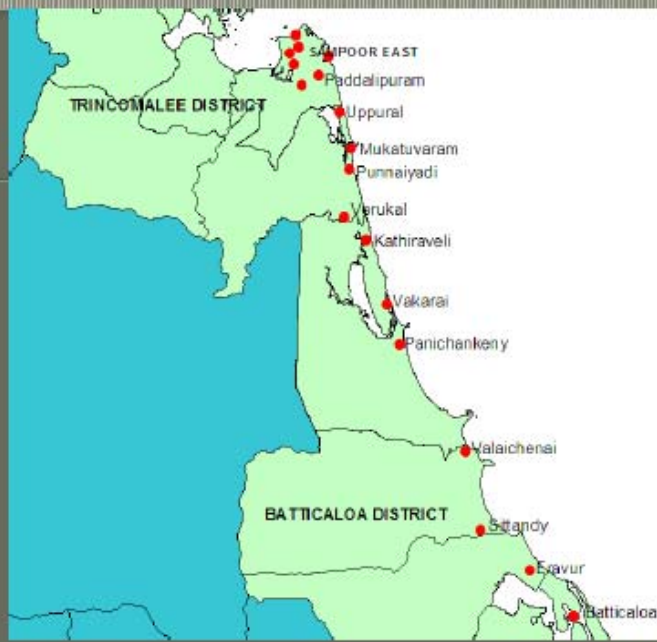 SAMPOOR EAST
Paddalipuram
TRINCOMALEE DISTRICT
Uppural
Mukatuvaram
Punnaiyadi
Verukal
Kathiraveli
Vakarai
Panichankeny
Valaichenai
BATTICALOA DISTRICT
Sittandy
Eravur
Batticaloa